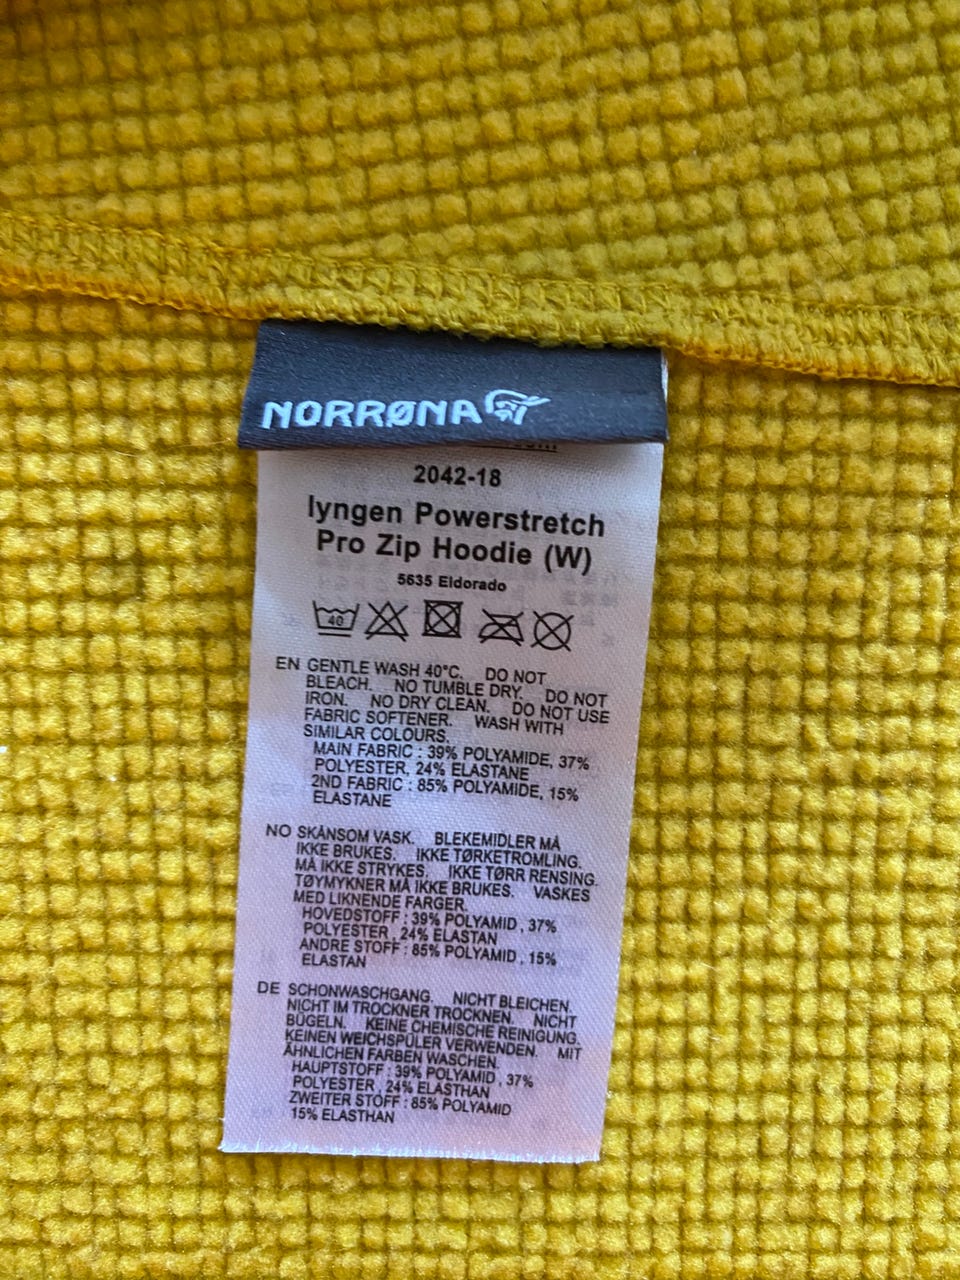 NORRØNA
2042-18
lyngen Powerstretch
Pro Zip Hoodie (W)
5635 Eldorado
40
EN GENTLE WASH 40°C. DO NOT
BLEACH. NO TUMBLE DRY. DO NOT
IRON. NO DRY CLEAN. DO NOT USE
FABRIC SOFTENER. WASH WITH
SIMILAR COLOURS.
MAIN FABRIC : 39% POLYAMIDE, 37%
POLYESTER, 24% ELASTANE
2ND FABRIC : 85% POLYAMIDE, 15%
ELASTANE
NO SKÅNSOM VASK. BLEKEMIDLER MÅ
IKKE BRUKES. IKKE TØRKETROMLING.
MÅ IKKE STRYKES. IKKE TØRR RENSING.
TØYMYKNER MÅ IKKE BRUKES. VASKES
MED LIKNENDE FARGER.
HOVEDSTOFF : 39% POLYAMID , 37%
POLYESTER , 24% ELASTAN
ANDRE STOFF : 85% POLYAMID , 15%
ELASTAN
DE SCHONWASCHGANG. NICHT BLEICHEN.
NICHT IM TROCKNER TROCKNEN. NICHT
BÜGELN. KEINE CHEMISCHE REINIGUNG.
KEINEN WEICHSPÜLER VERWENDEN. MIT
ÄHNLICHEN FARBEN WASCHEN.
HAUPTSTOFF : 39% POLYAMID , 37%
POLYESTER , 24% ELASTHAN
ZWEITER STOFF : 85% POLYAMID
15% ELASTHAN